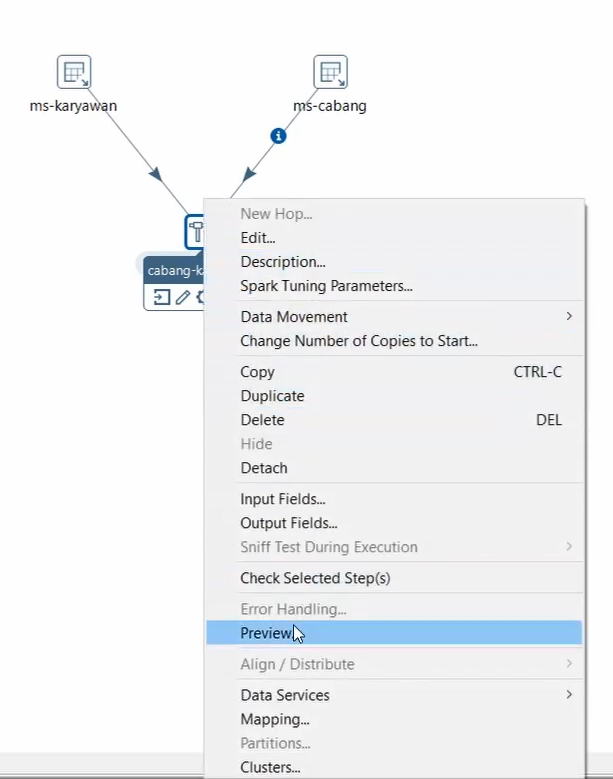 ms-karyawan
ms-cabang
New Hop...
cabang-k
Edit...
Description...
Spark Tuning Parameters...
Data Movement
Change Number of Copies to Start...
Copy CTRL-C
Duplicate
Delete DEL
Hide
Detach
Input Fields...
Output Fields...
Sniff Test During Execution
Check Selected Step(s)
Error Handling...
Preview...
Align / Distribute
Data Services
Mapping...
Partitions...
Clusters...